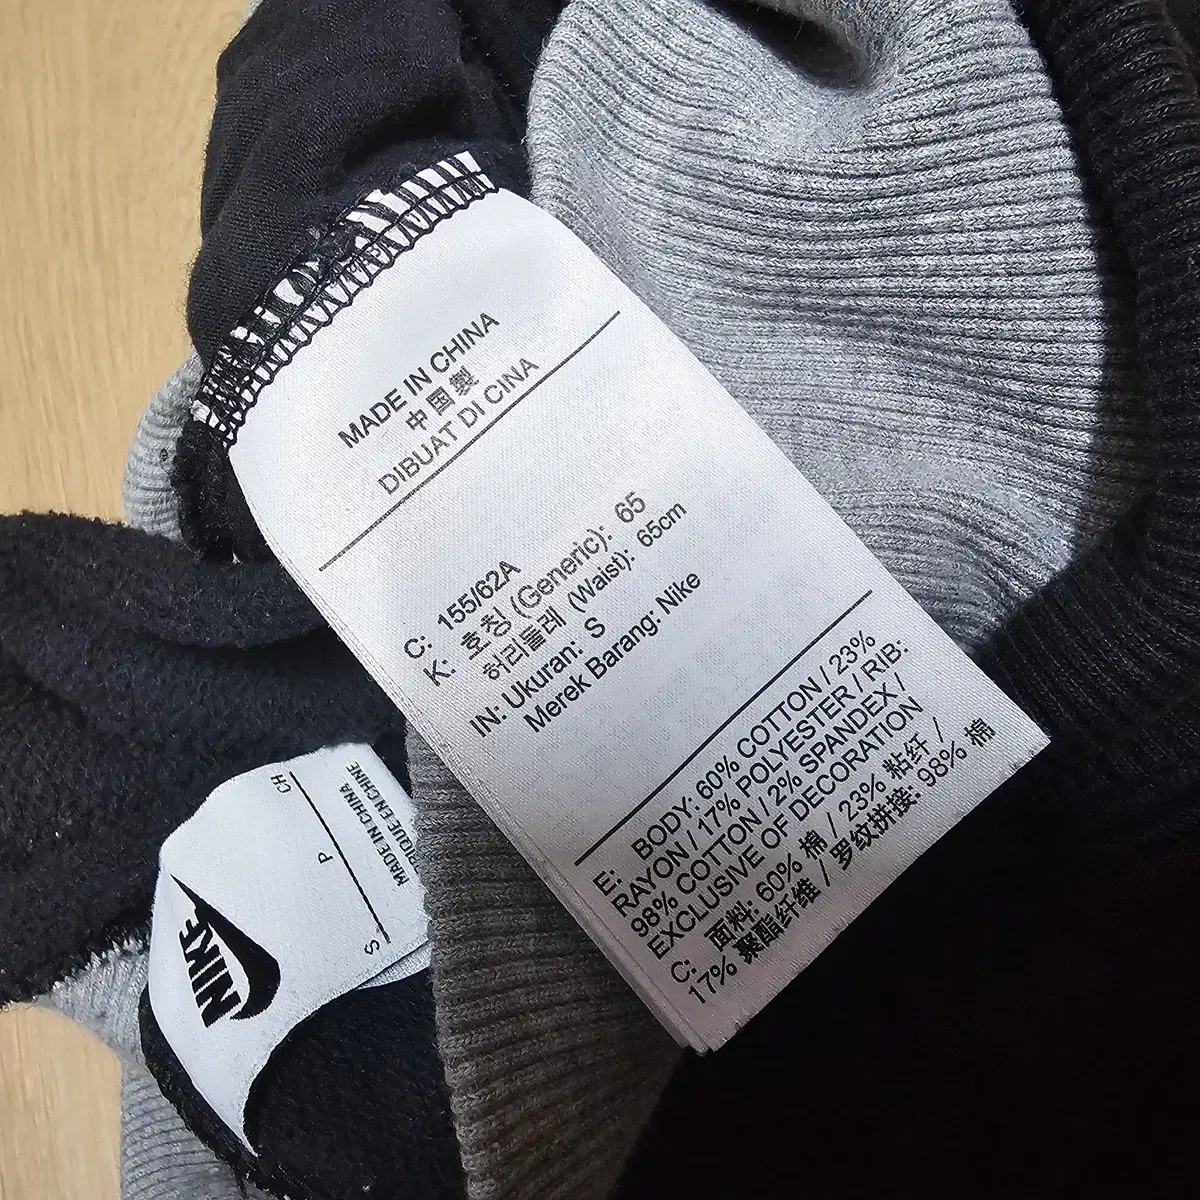 MADE IN CHINA
中国製
DIBUAT DI CINA
C: 155/62A
K: 호칭 (Generic): 65
허리둘레 (Waist): 65cm
IN: Ukuran: S
Merek Barang: Nike
E: BODY: 60% COTTON / 23%
RAYON / 17% POLYESTER / RIB:
98% COTTON / 2% SPANDEX /
EXCLUSIVE OF DECORATION
C: 面料: 60% 棉 / 23% 粘纤 /
17% 聚酯纤维 / 罗纹拼接: 98% 棉
NIKE
S
P
CH
MADE IN CHINA
EN CHINE